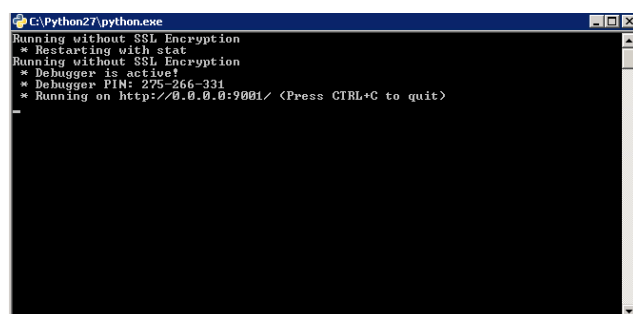 C:\Python27\python.exe
Running without SSL Encryption
 * Restarting with stat
Running without SSL Encryption
 * Debugger is active!
 * Debugger PIN: 275-266-331
 * Running on http://0.0.0.0:9001/ (Press CTRL+C to quit)